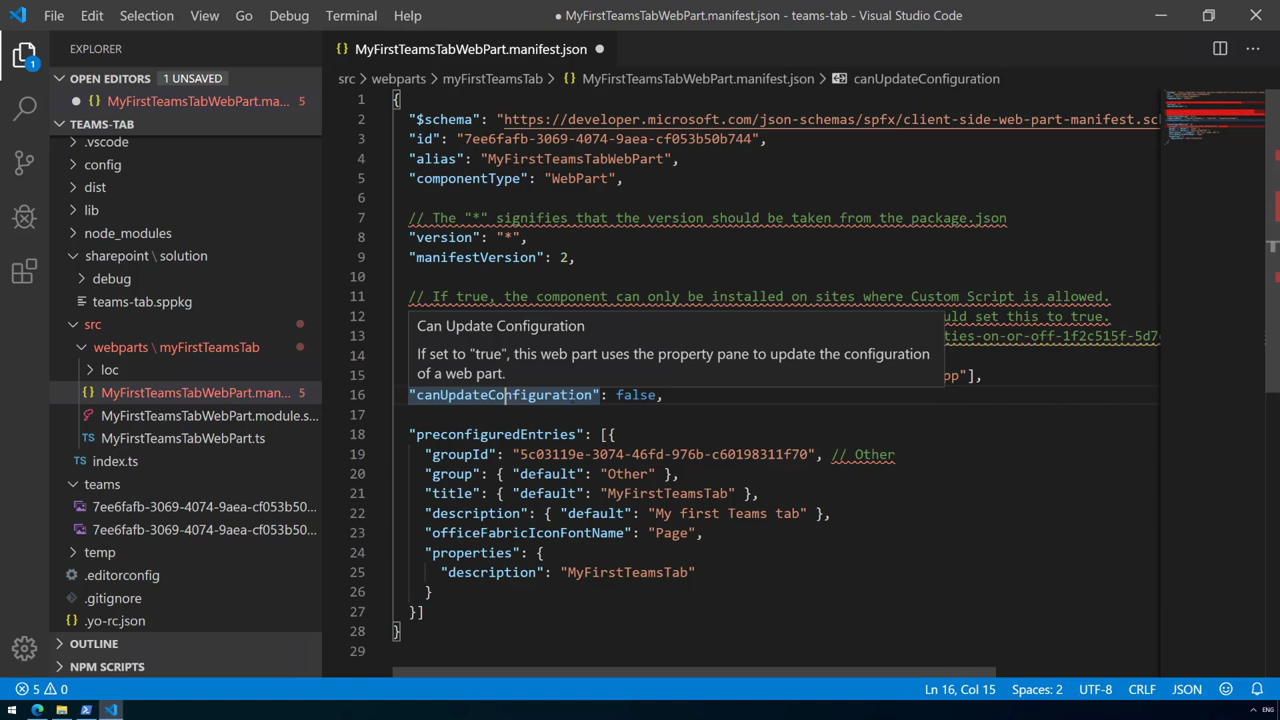 File Edit Selection View Go Debug Terminal Help
● MyFirstTeamsTabWebPart.manifest.json - teams-tab - Visual Studio Code
EXPLORER
MyFirstTeamsTabWebPart.manifest.json
OPEN EDITORS 1 UNSAVED
MyFirstTeamsTabWebPart.ma... 5
TEAMS-TAB
.vscode
config
dist
lib
node_modules
sharepoint \ solution
debug
teams-tab.sppkg
src
webparts \ myFirstTeamsTab
loc
MyFirstTeamsTabWebPart.man... 5
MyFirstTeamsTabWebPart.module.s...
MyFirstTeamsTabWebPart.ts
index.ts
teams
7ee6fafb-3069-4074-9aea-cf053b50...
7ee6fafb-3069-4074-9aea-cf053b50...
temp
.editorconfig
.gitignore
.yo-rc.json
OUTLINE
NPM SCRIPTS
src > webparts > myFirstTeamsTab > MyFirstTeamsTabWebPart.manifest.json > canUpdateConfiguration
1 {
2 "$schema": "https://developer.microsoft.com/json-schemas/spfx/client-side-web-part-manifest.sc
3 "id": "7ee6fafb-3069-4074-9aea-cf053b50b744",
4 "alias": "MyFirstTeamsTabWebPart",
5 "componentType": "WebPart",
6
7 // The "*" signifies that the version should be taken from the package.json
8 "version": "*",
9 "manifestVersion": 2,
10
11 // If true, the component can only be installed on sites where Custom Script is allowed.
12 uld set this to true.
13 ties-on-or-off-1f2c515f-5d7
14
15 pp"],
Can Update Configuration
If set to "true", this web part uses the property pane to update the configuration
of a web part.
16 "canUpdateConfiguration": false,
17
18 "preconfiguredEntries": [{
19 "groupId": "5c03119e-3074-46fd-976b-c60198311f70", // Other
20 "group": { "default": "Other" },
21 "title": { "default": "MyFirstTeamsTab" },
22 "description": { "default": "My first Teams tab" },
23 "officeFabricIconFontName": "Page",
24 "properties": {
25 "description": "MyFirstTeamsTab"
26 }
27 }]
28 }
29
5 0
Ln 16, Col 15 Spaces: 2 UTF-8 CRLF JSON
ENG